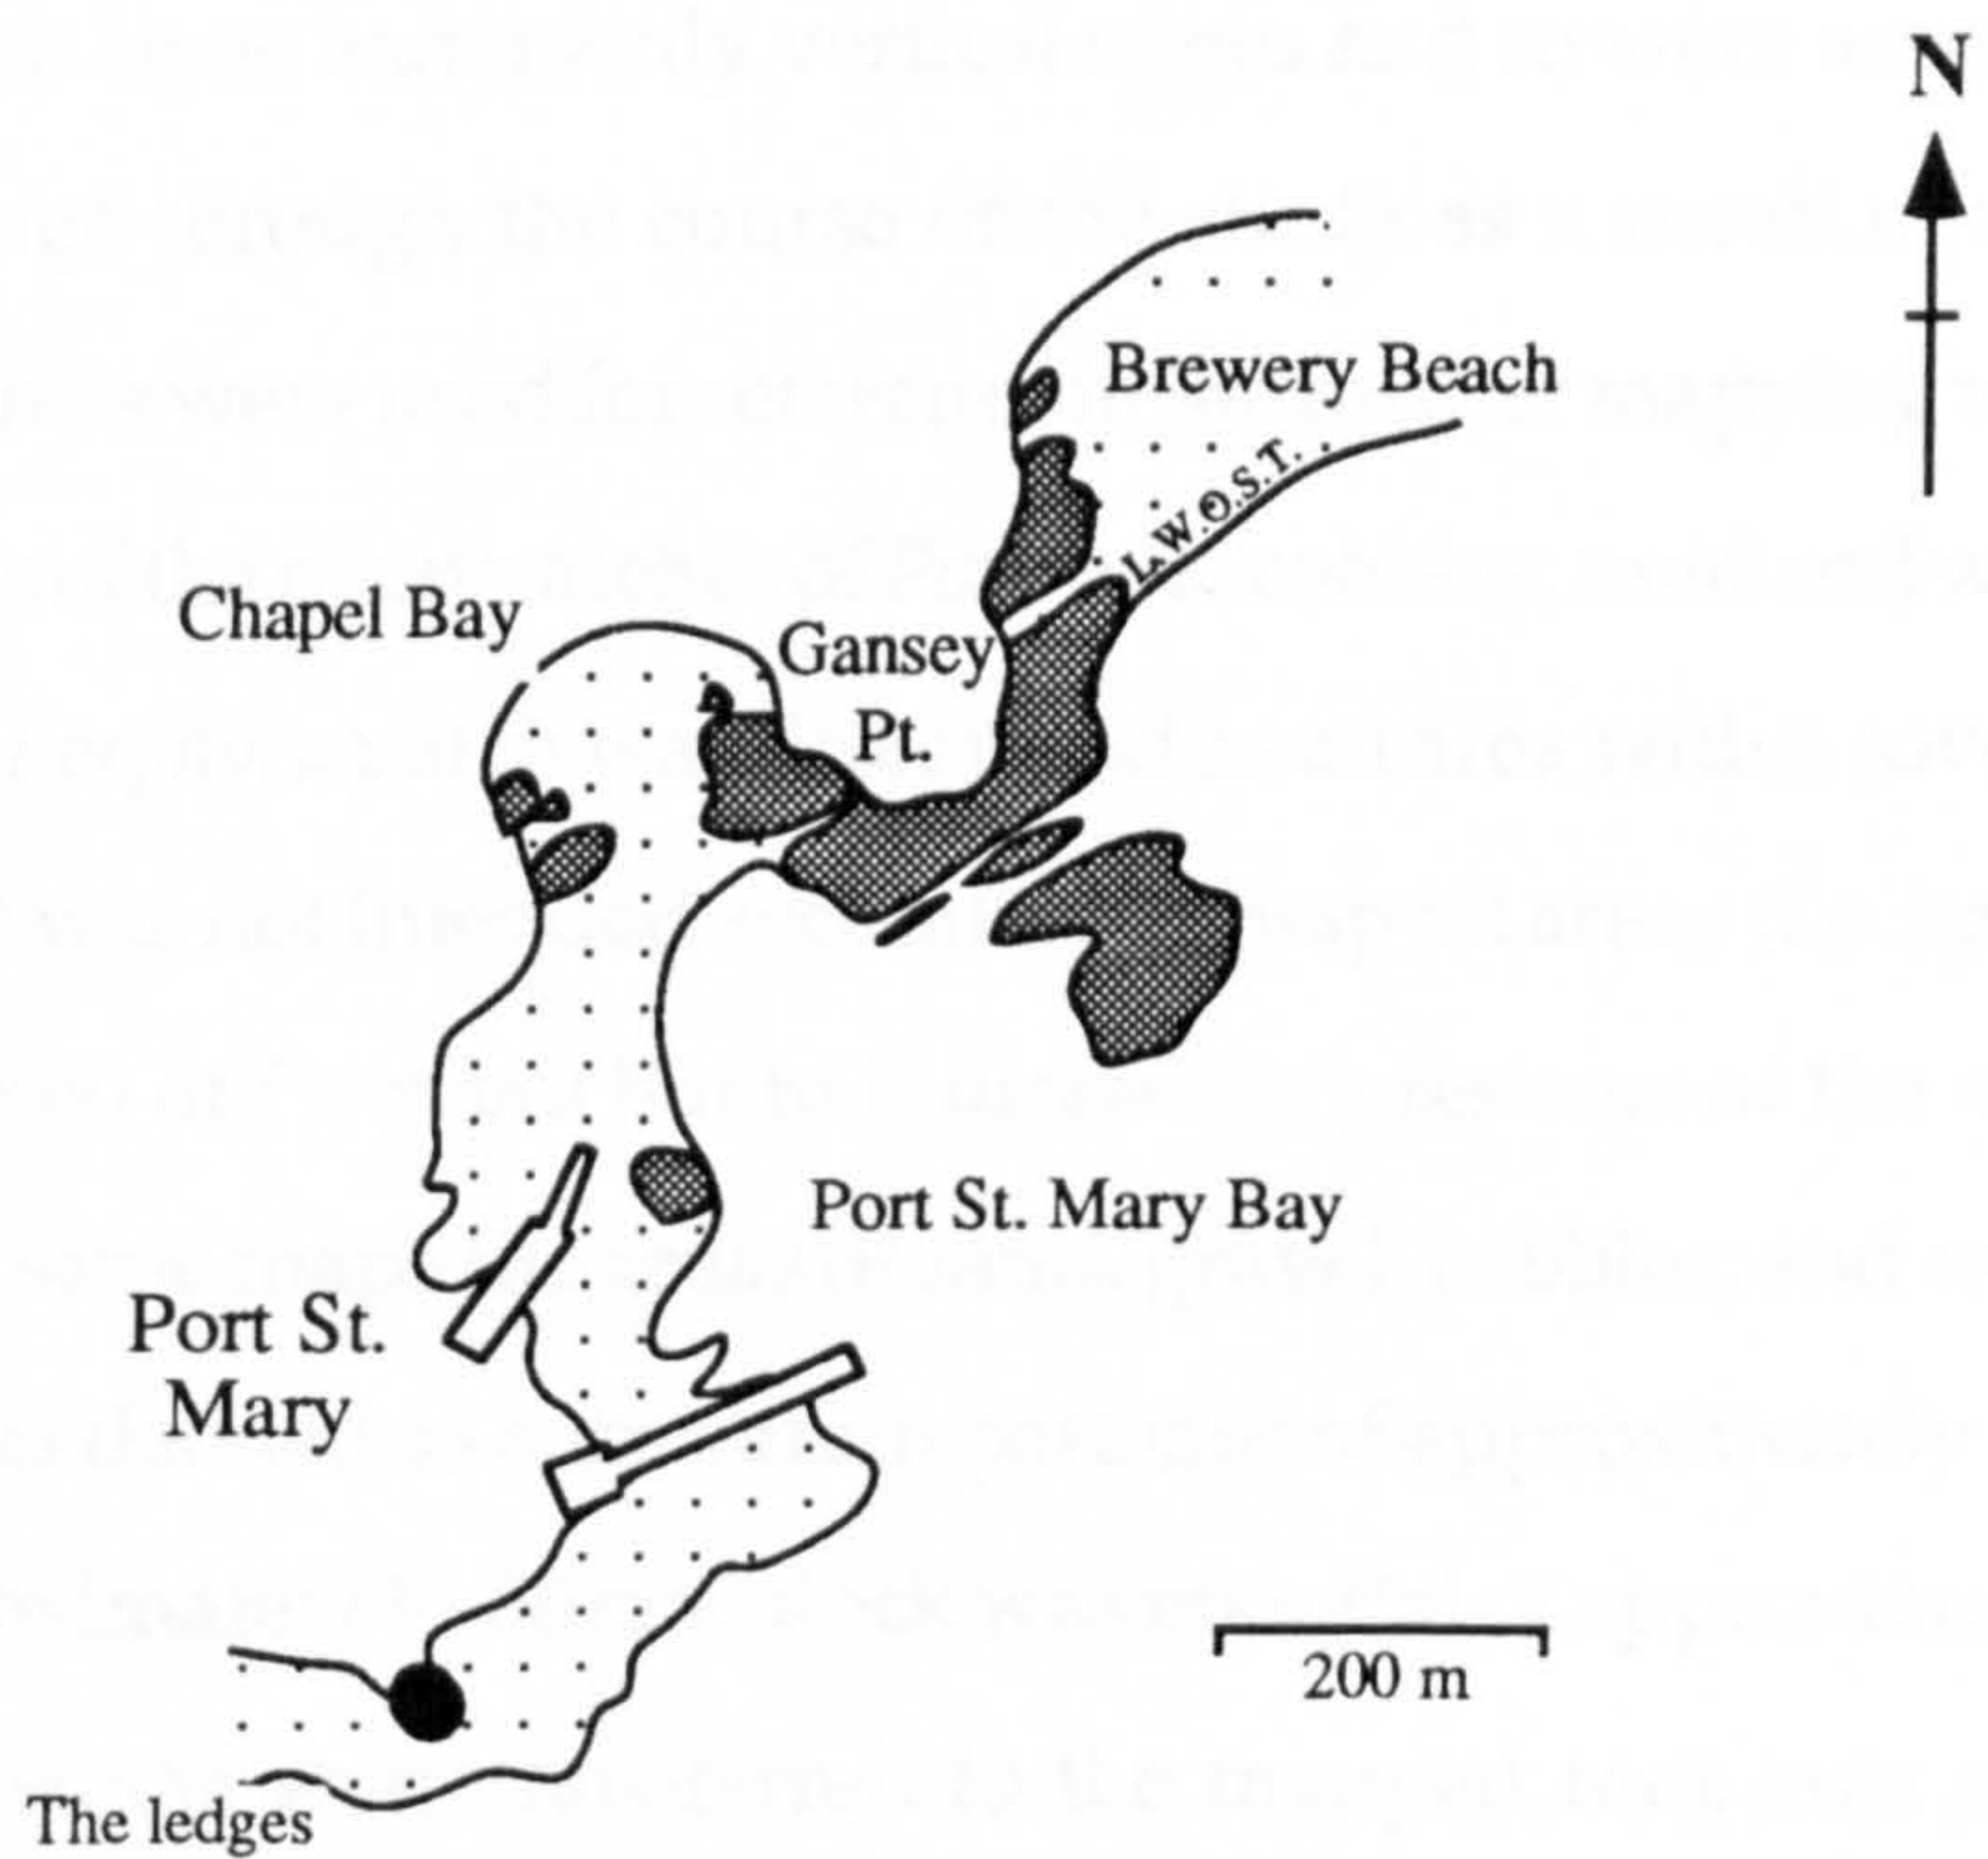 N
Brewery Beach
L.W.O.S.T.
Chapel Bay
Gansey
Pt.
Port St. Mary Bay
Port St.
Mary
200 m
The ledges